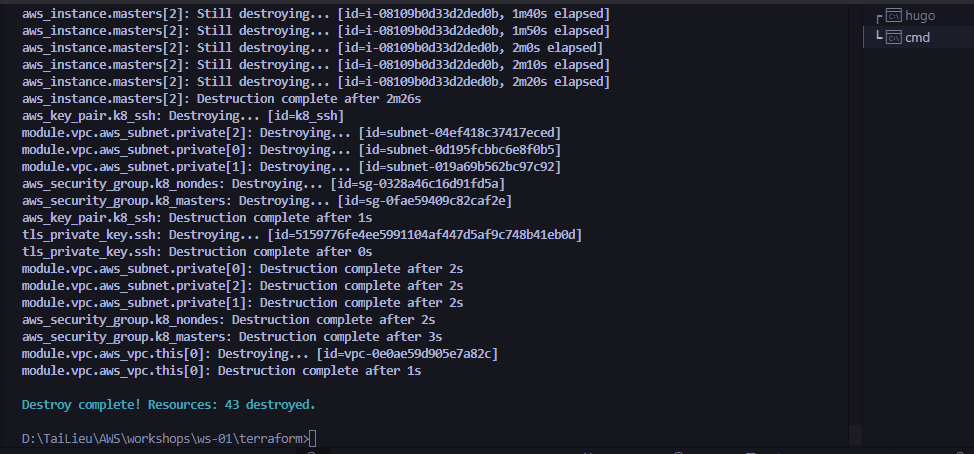 aws_instance.masters[2]: Still destroying... [id=i-08109b0d33d2ded0b, 1m40s elapsed]
aws_instance.masters[2]: Still destroying... [id=i-08109b0d33d2ded0b, 1m50s elapsed]
aws_instance.masters[2]: Still destroying... [id=i-08109b0d33d2ded0b, 2m0s elapsed]
aws_instance.masters[2]: Still destroying... [id=i-08109b0d33d2ded0b, 2m10s elapsed]
aws_instance.masters[2]: Still destroying... [id=i-08109b0d33d2ded0b, 2m20s elapsed]
aws_instance.masters[2]: Destruction complete after 2m26s
aws_key_pair.k8_ssh: Destroying... [id=k8_ssh]
module.vpc.aws_subnet.private[2]: Destroying... [id=subnet-04ef418c37417eced]
module.vpc.aws_subnet.private[0]: Destroying... [id=subnet-0d195fcbbc6e8f0b5]
module.vpc.aws_subnet.private[1]: Destroying... [id=subnet-019a69b562bc97c92]
aws_security_group.k8_nondes: Destroying... [id=sg-0328a46c16d91fd5a]
aws_security_group.k8_masters: Destroying... [id=sg-0fae59409c82caf2e]
aws_key_pair.k8_ssh: Destruction complete after 1s
tls_private_key.ssh: Destroying... [id=5159776fe4ee5991104af447d5af9c748b41eb0d]
tls_private_key.ssh: Destruction complete after 0s
module.vpc.aws_subnet.private[0]: Destruction complete after 2s
module.vpc.aws_subnet.private[2]: Destruction complete after 2s
module.vpc.aws_subnet.private[1]: Destruction complete after 2s
aws_security_group.k8_nondes: Destruction complete after 2s
aws_security_group.k8_masters: Destruction complete after 3s
module.vpc.aws_vpc.this[0]: Destroying... [id=vpc-0e0ae59d905e7a82c]
module.vpc.aws_vpc.this[0]: Destruction complete after 1s
Destroy complete! Resources: 43 destroyed.
D:\TaiLieu\AWS\workshops\ws-01\terraform>
hugo
cmd